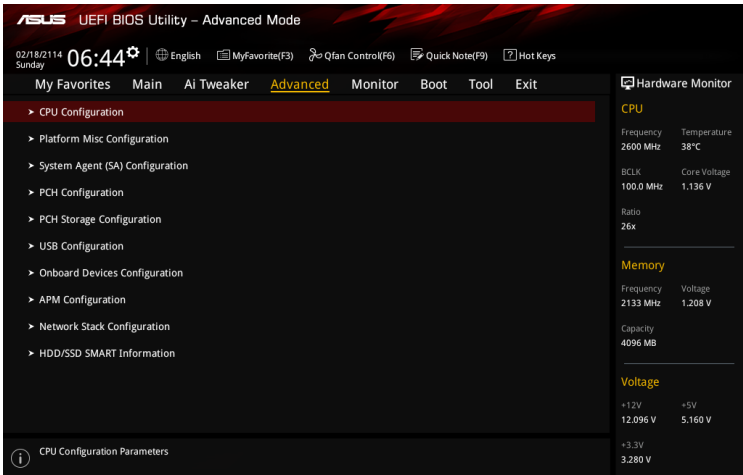 ASUS UEFI BIOS Utility – Advanced Mode
02/18/2114
Sunday
06:44
English
MyFavorite(F3)
Qfan Control(F6)
Quick Note(F9)
? Hot Keys
My Favorites Main Ai Tweaker Advanced Monitor Boot Tool Exit
> CPU Configuration
> Platform Misc Configuration
> System Agent (SA) Configuration
> PCH Configuration
> PCH Storage Configuration
> USB Configuration
> Onboard Devices Configuration
> APM Configuration
> Network Stack Configuration
> HDD/SSD SMART Information
i CPU Configuration Parameters
Hardware Monitor
CPU
Frequency Temperature
2600 MHz 38°C
BCLK Core Voltage
100.0 MHz 1.136 V
Ratio
26x
Memory
Frequency Voltage
2133 MHz 1.208 V
Capacity
4096 MB
Voltage
+12V +5V
12.096 V 5.160 V
+3.3V
3.280 V